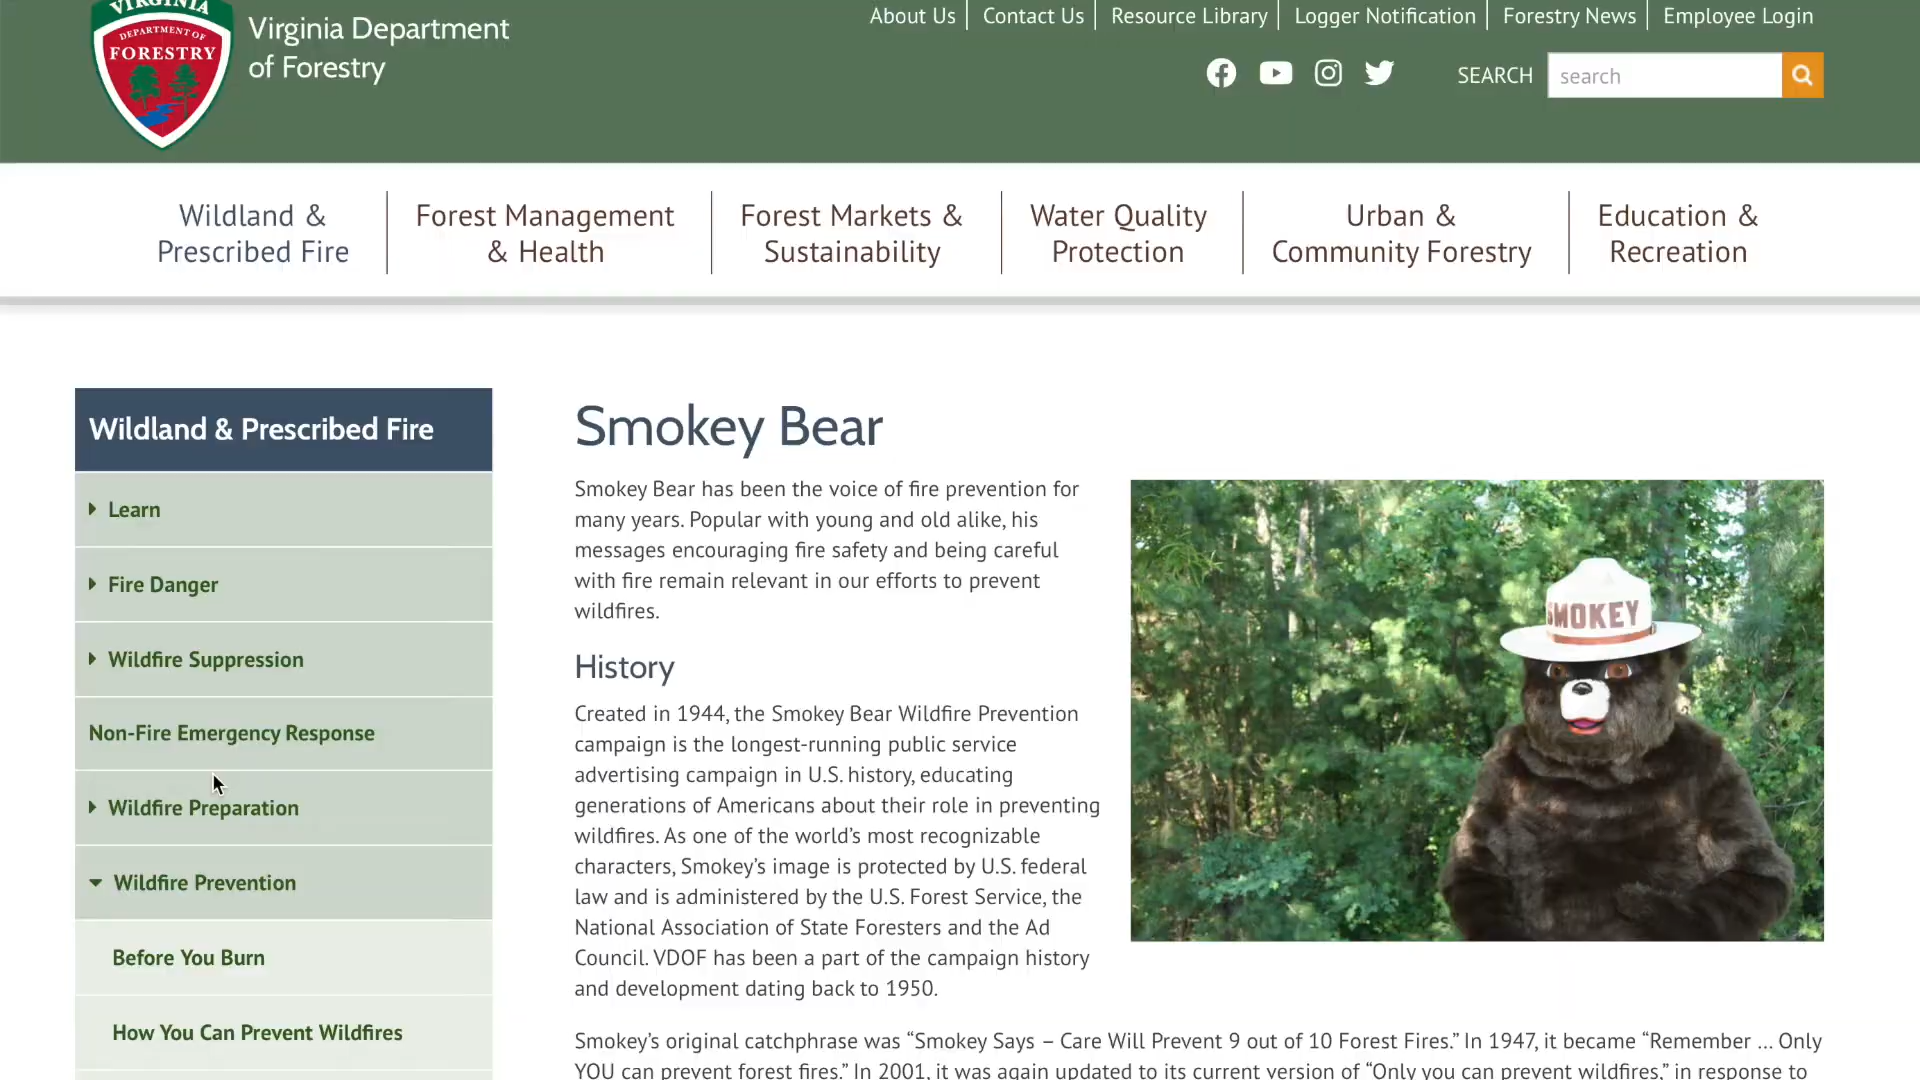 VIRGINIA
DEPARTMENT OF
FORESTRY
Virginia Department
of Forestry
About Us
Contact Us
Resource Library
Logger Notification
Forestry News
Employee Login
SEARCH
search
Wildland &
Prescribed Fire
Forest Management
& Health
Forest Markets &
Sustainability
Water Quality
Protection
Urban &
Community Forestry
Education &
Recreation
Wildland & Prescribed Fire
Learn
Fire Danger
Wildfire Suppression
Non-Fire Emergency Response
Wildfire Preparation
Wildfire Prevention
Before You Burn
How You Can Prevent Wildfires
Smokey Bear
Smokey Bear has been the voice of fire prevention for
many years. Popular with young and old alike, his
messages encouraging fire safety and being careful
with fire remain relevant in our efforts to prevent
wildfires.
History
Created in 1944, the Smokey Bear Wildfire Prevention
campaign is the longest-running public service
advertising campaign in U.S. history, educating
generations of Americans about their role in preventing
wildfires. As one of the world’s most recognizable
characters, Smokey’s image is protected by U.S. federal
law and is administered by the U.S. Forest Service, the
National Association of State Foresters and the Ad
Council. VDOF has been a part of the campaign history
and development dating back to 1950.
Smokey’s original catchphrase was “Smokey Says – Care Will Prevent 9 out of 10 Forest Fires.” In 1947, it became “Remember ... Only
YOU can prevent forest fires.” In 2001, it was again updated to its current version of “Only you can prevent wildfires,” in response to
SMOKEY